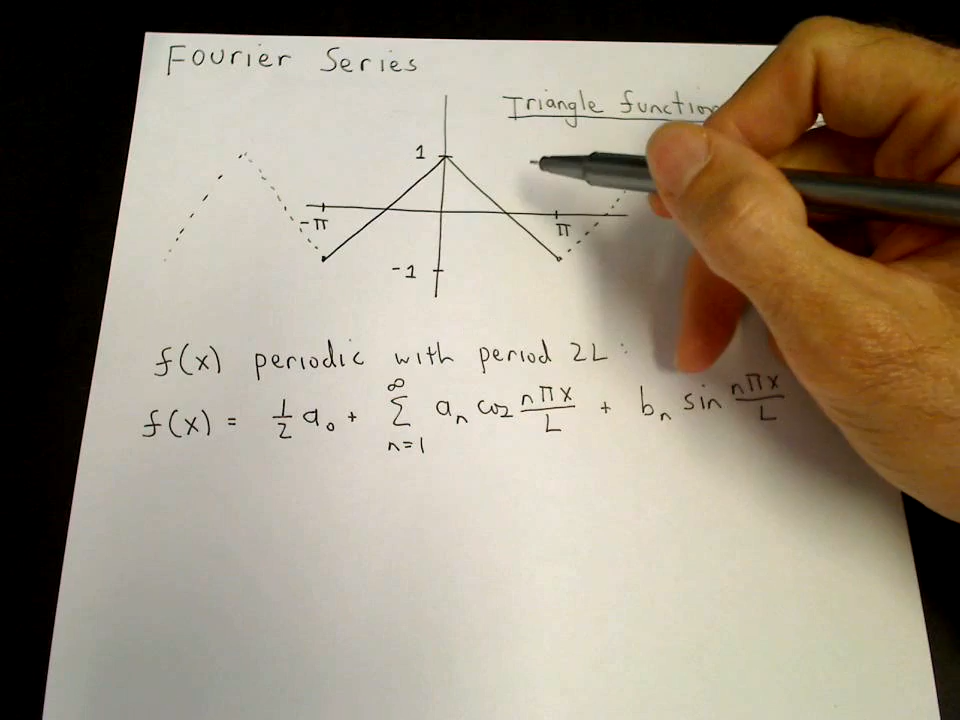 Fourier Series
Triangle function
1
-π
π
-1
f(x) periodic with period 2L:
f(x) = 1/2 a₀ + ∑_{n=1}^{∞} aₙ cos nπx/L + bₙ sin nπx/L